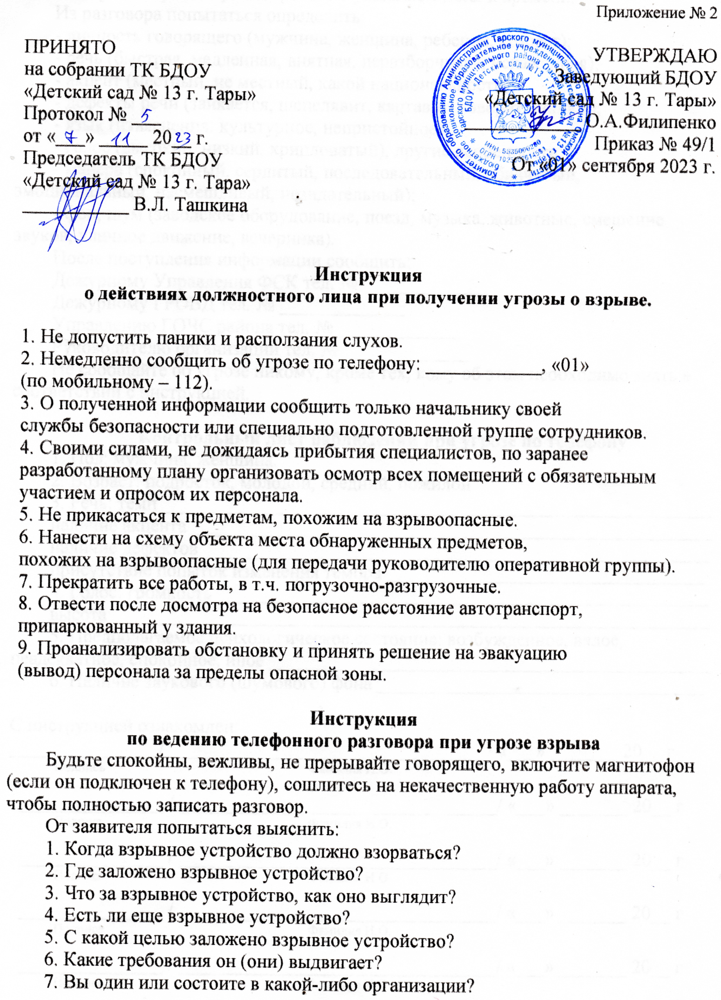 Приложение № 2
ПРИНЯТО
на собрании ТК БДОУ
«Детский сад № 13 г. Тары»
Протокол № 5
от « 7 » 11 2023 г.
Председатель ТК БДОУ
«Детский сад № 13 г. Тара»
В.Л. Ташкина
УТВЕРЖДАЮ
Заведующий БДОУ
«Детский сад № 13 г. Тары»
О.А.Филипенко
Приказ № 49/1
От «01» сентября 2023 г.
Комитет по образованию Администрации Тарского муниципального района Омской области
БДОУ «Детский сад №13 г. Тары»
ИНН 5535006280
Инструкция
о действиях должностного лица при получении угрозы о взрыве.
1. Не допустить паники и расползания слухов.
2. Немедленно сообщить об угрозе по телефону: ____________, «01»
(по мобильному – 112).
3. О полученной информации сообщить только начальнику своей
службы безопасности или специально подготовленной группе сотрудников.
4. Своими силами, не дожидаясь прибытия специалистов, по заранее
разработанному плану организовать осмотр всех помещений с обязательным
участием и опросом их персонала.
5. Не прикасаться к предметам, похожим на взрывоопасные.
6. Нанести на схему объекта места обнаруженных предметов,
похожих на взрывоопасные (для передачи руководителю оперативной группы).
7. Прекратить все работы, в т.ч. погрузочно-разгрузочные.
8. Отвести после досмотра на безопасное расстояние автотранспорт,
припаркованный у здания.
9. Проанализировать обстановку и принять решение на эвакуацию
(вывод) персонала за пределы опасной зоны.
Инструкция
по ведению телефонного разговора при угрозе взрыва
Будьте спокойны, вежливы, не прерывайте говорящего, включите магнитофон
(если он подключен к телефону), сошлитесь на некачественную работу аппарата,
чтобы полностью записать разговор.
От заявителя попытаться выяснить:
1. Когда взрывное устройство должно взорваться?
2. Где заложено взрывное устройство?
3. Что за взрывное устройство, как оно выглядит?
4. Есть ли еще взрывное устройство?
5. С какой целью заложено взрывное устройство?
6. Какие требования он (они) выдвигает?
7. Вы один или состоите в какой-либо организации?